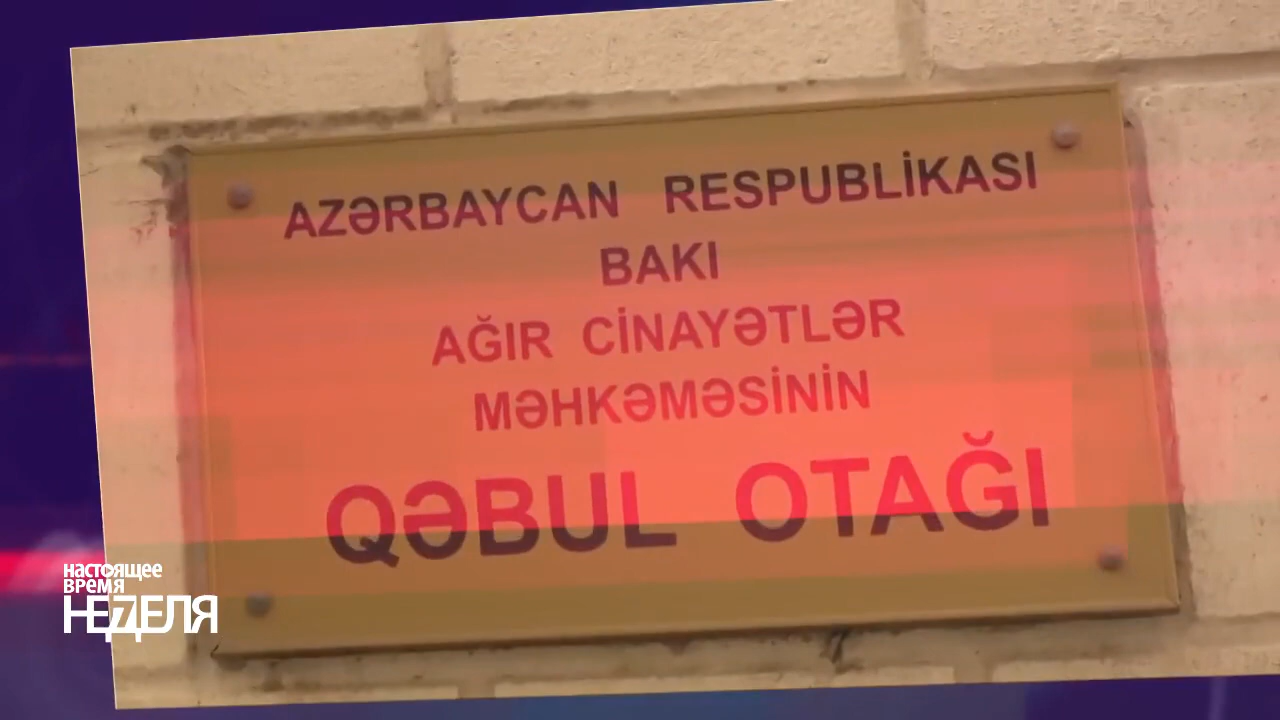 AZƏRBAYCAN RESPUBLİKASI
BAKI
AĞIR CİNAYƏTLƏR
MƏHKƏMƏSİNİN
QƏBUL OTAĞI
настоящее
время
НЕДЕЛЯ